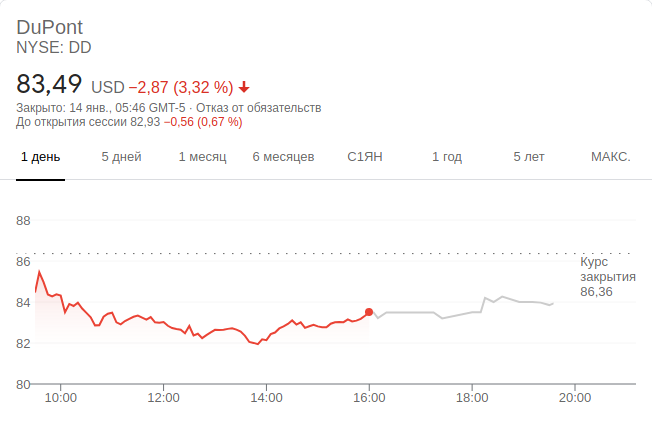 DuPont
NYSE: DD
83,49 USD −2,87 (3,32 %)
Закрыто: 14 янв., 05:46 GMT-5 · Отказ от обязательств
До открытия сессии 82,93 −0,56 (0,67 %)
1 день 5 дней 1 месяц 6 месяцев С1ЯН 1 год 5 лет МАКС.
88
86
Курс
закрытия
86,36
84
82
80
10:00 12:00 14:00 16:00 18:00 20:00